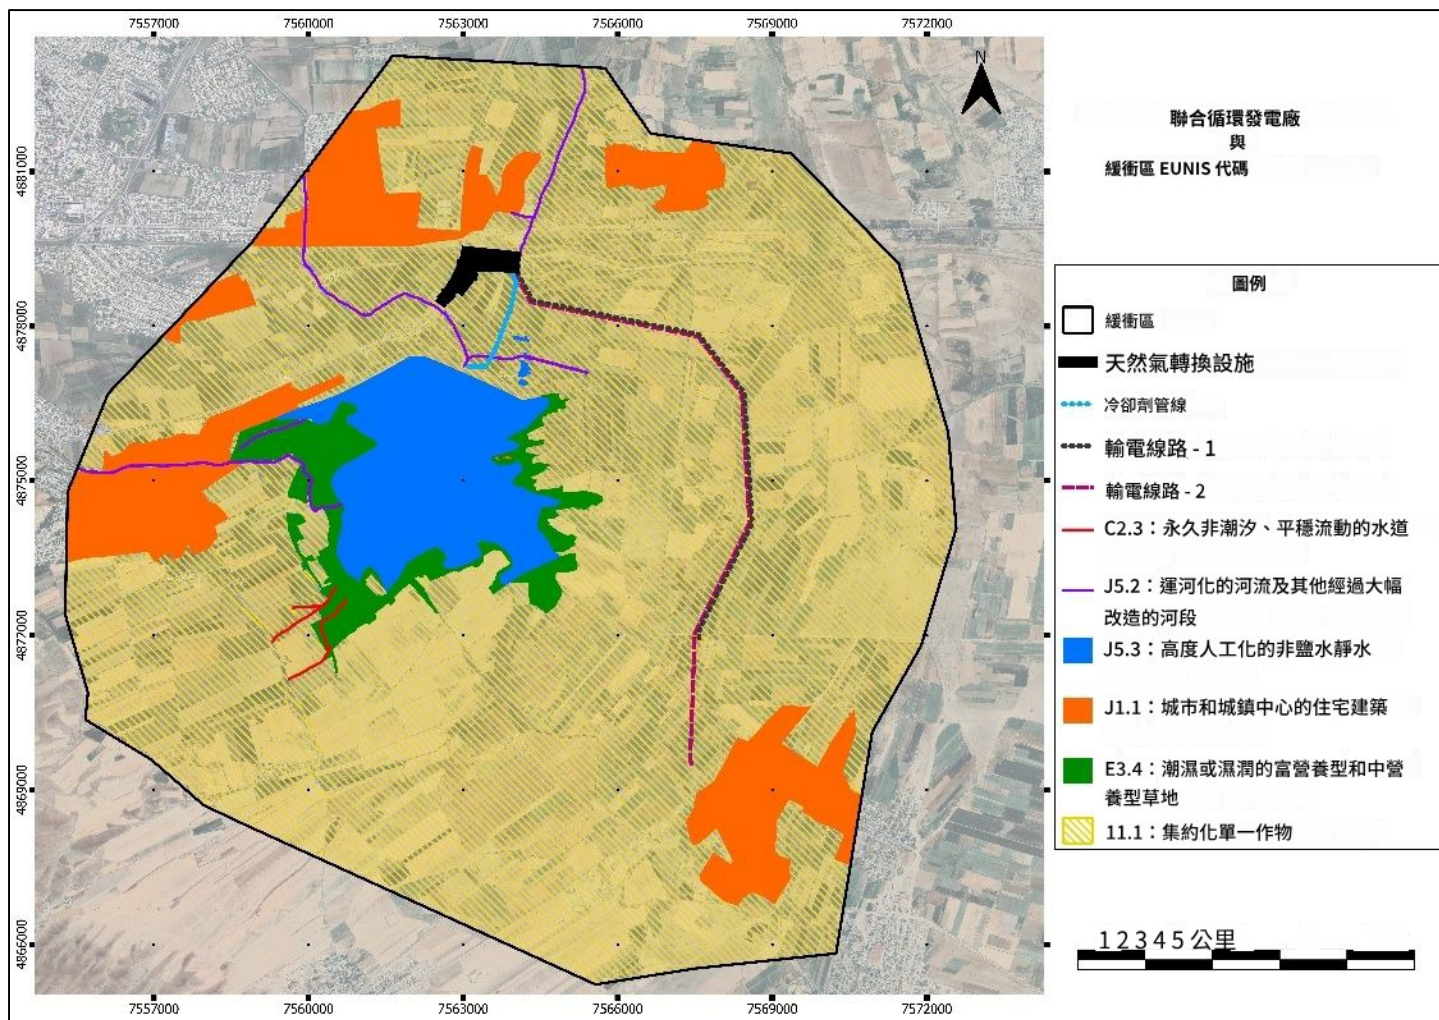 7557000 7560000 7563000 7566000 7569000 7572000
N
聯合循環發電廠
與
緩衝區 EUNIS 代碼
4881000
4878000
4875000
4877000
4869000
4866000
圖例
緩衝區
天然氣轉換設施
冷卻劑管線
輸電線路 - 1
輸電線路 - 2
C2.3：永久非潮汐、平穩流動的水道
J5.2：運河化的河流及其他經過大幅
改造的河段
J5.3：高度人工化的非鹽水靜水
J1.1：城市和城鎮中心的住宅建築
E3.4：潮濕或濕潤的富營養型和中營
養型草地
11.1：集約化單一作物
1 2 3 4 5 公里
7557000 7560000 7563000 7566000 7569000 7572000